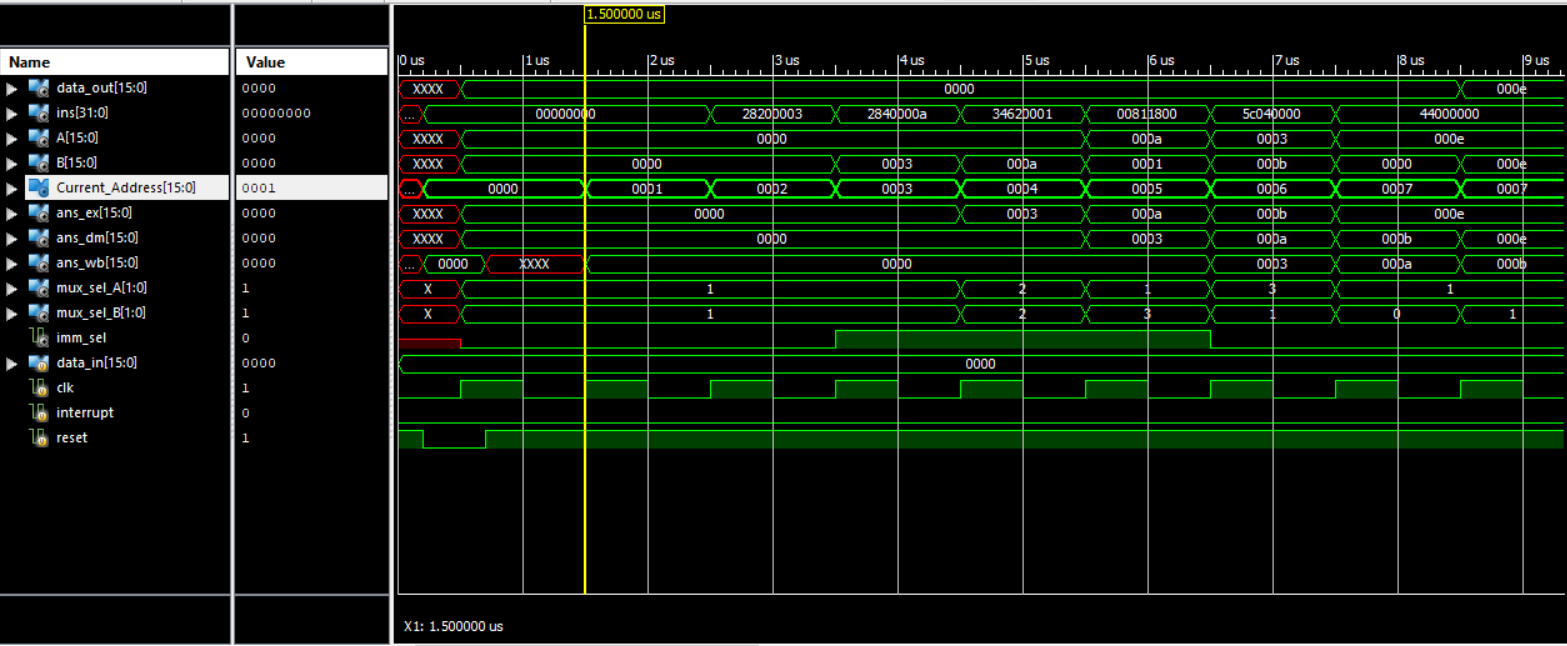 1.500000 us
Name Value 0 us 1 us 2 us 3 us 4 us 5 us 6 us 7 us 8 us 9 us
data_out[15:0] 0000 XXXX 0000 000e
ins[31:0] 00000000 ... 00000000 28200003 2840000a 34620001 00811800 5c040000 44000000
A[15:0] 0000 XXXX 0000 000a 0003 000e
B[15:0] 0000 XXXX 0000 0003 000a 0001 000b 0000 000e
Current_Address[15:0] 0001 ... 0000 0001 0002 0003 0004 0005 0006 0007 0007
ans_ex[15:0] 0000 XXXX 0000 0003 000a 000b 000e
ans_dm[15:0] 0000 XXXX 0000 0003 000a 000b 000e
ans_wb[15:0] 0000 ... 0000 XXXX 0000 0003 000a 000b
mux_sel_A[1:0] 1 X 1 2 1 3 1
mux_sel_B[1:0] 1 X 1 2 3 1 0 1
imm_sel 0
data_in[15:0] 0000 0000
clk 1
interrupt 0
reset 1
X1: 1.500000 us